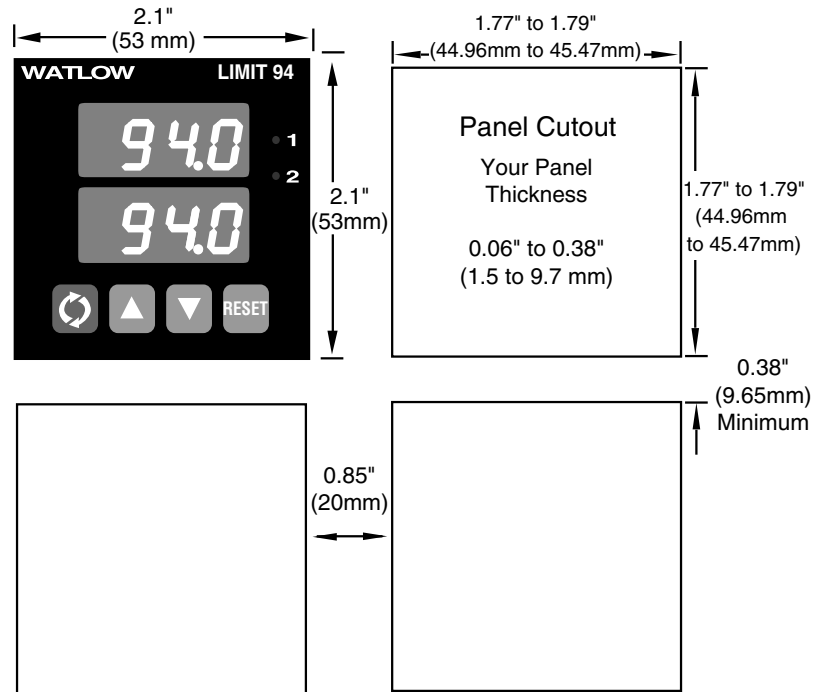 2.1"
(53 mm)
WATLOW LIMIT 94
94.0
1
2
94.0
RESET
2.1"
(53mm)
1.77" to 1.79"
(44.96mm to 45.47mm)
Panel Cutout
Your Panel
Thickness
0.06" to 0.38"
(1.5 to 9.7 mm)
1.77" to 1.79"
(44.96mm
to 45.47mm)
0.38"
(9.65mm)
Minimum
0.85"
(20mm)